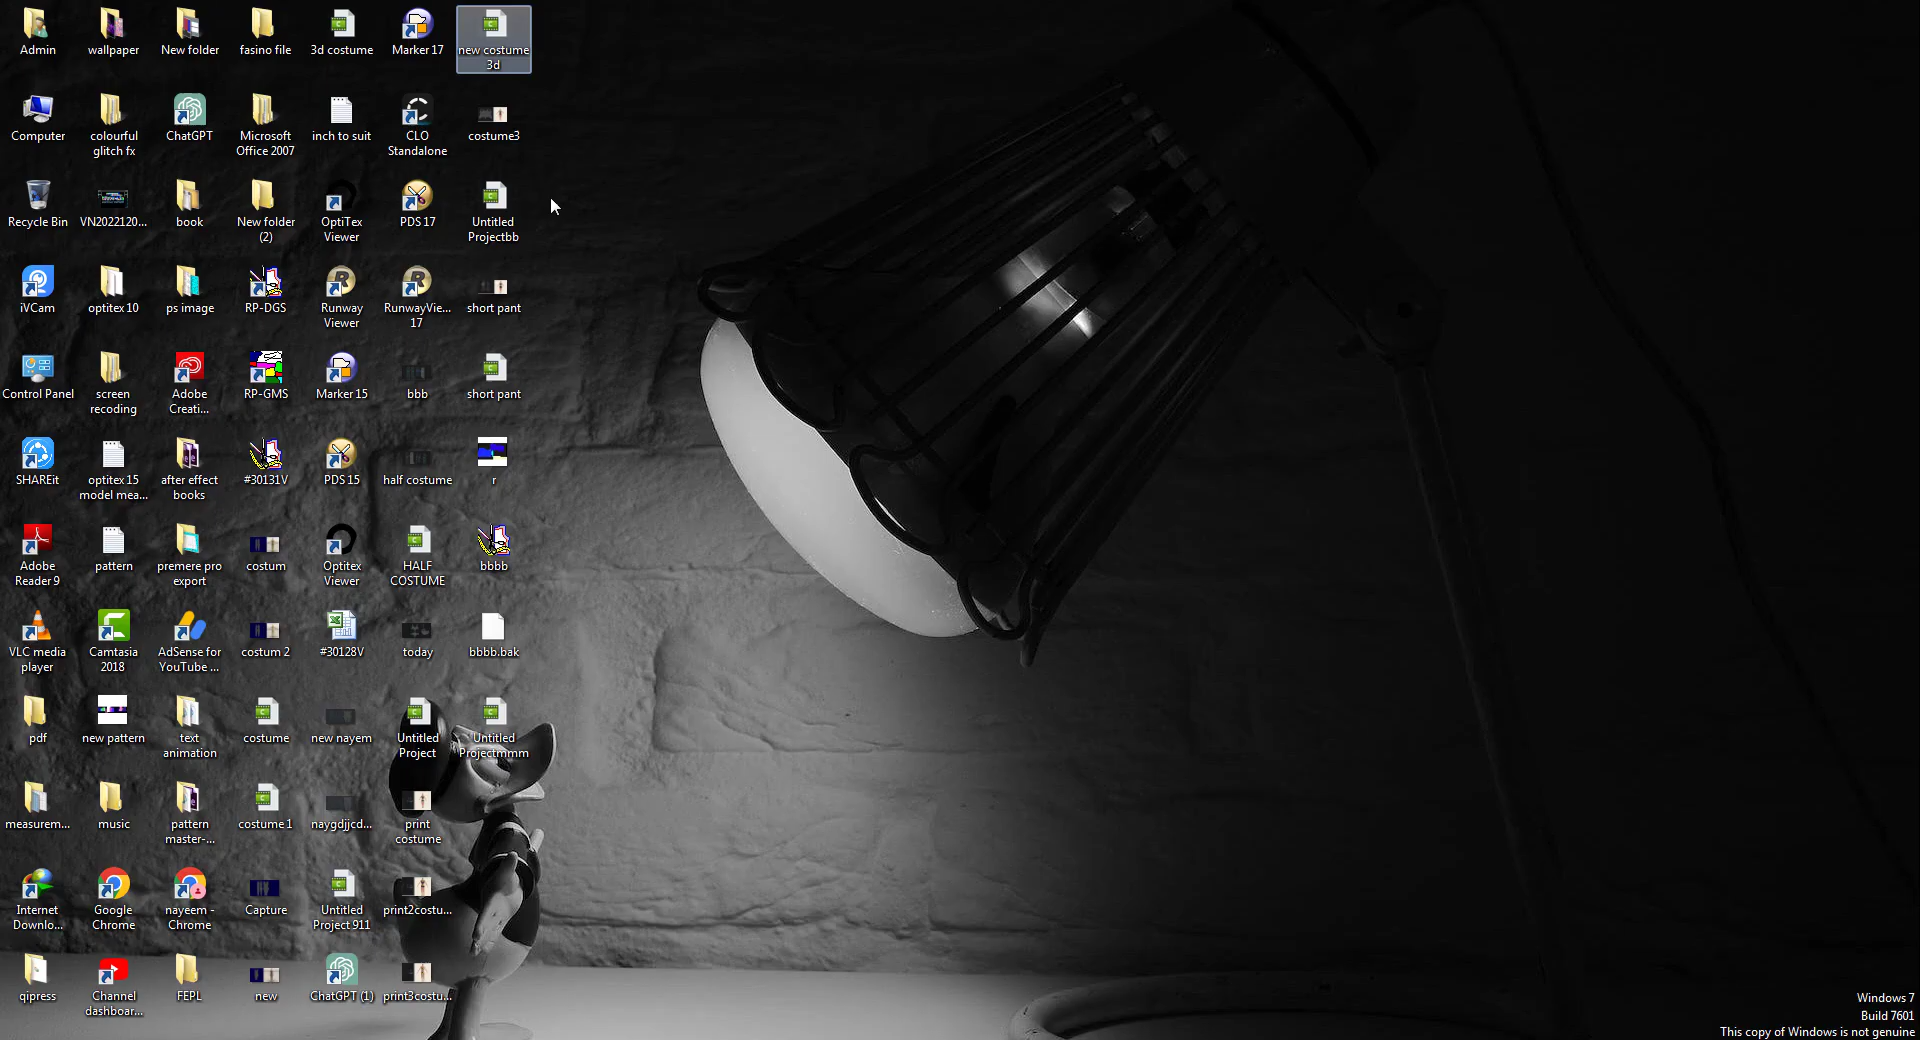 Admin
wallpaper
New folder
fasino file
3d costume
Marker 17
new costume
3d
Computer
colourful
glitch fx
ChatGPT
Microsoft
Office 2007
inch to suit
CLO
Standalone
costume3
Recycle Bin
VN2022120...
book
New folder
(2)
OptiTex
Viewer
PDS 17
Untitled
Projectbb
iVCam
optitex 10
ps image
RP-DGS
Runway
Viewer
RunwayVie...
17
short pant
Control Panel
screen
recoding
Adobe
Creati...
RP-GMS
Marker 15
bbb
short pant
SHAREit
optitex 15
model mea...
after effect
books
#30131V
PDS 15
half costume
r
Adobe
Reader 9
pattern
premere pro
export
costum
Optitex
Viewer
HALF
COSTUME
bbbb
VLC media
player
Camtasia
2018
AdSense for
YouTube ...
costum 2
#30128V
today
bbbb.bak
pdf
new pattern
text
animation
costume
new nayem
Untitled
Project
Untitled
Projectmmm
measurem...
music
pattern
master-...
costume 1
naygdjjcd...
print
costume
Internet
Downlo...
Google
Chrome
nayeem -
Chrome
Capture
Untitled
Project 911
print2costu...
qipress
Channel
dashboar...
FEPL
new
ChatGPT (1)
print3costu...
Windows 7
Build 7601
This copy of Windows is not genuine